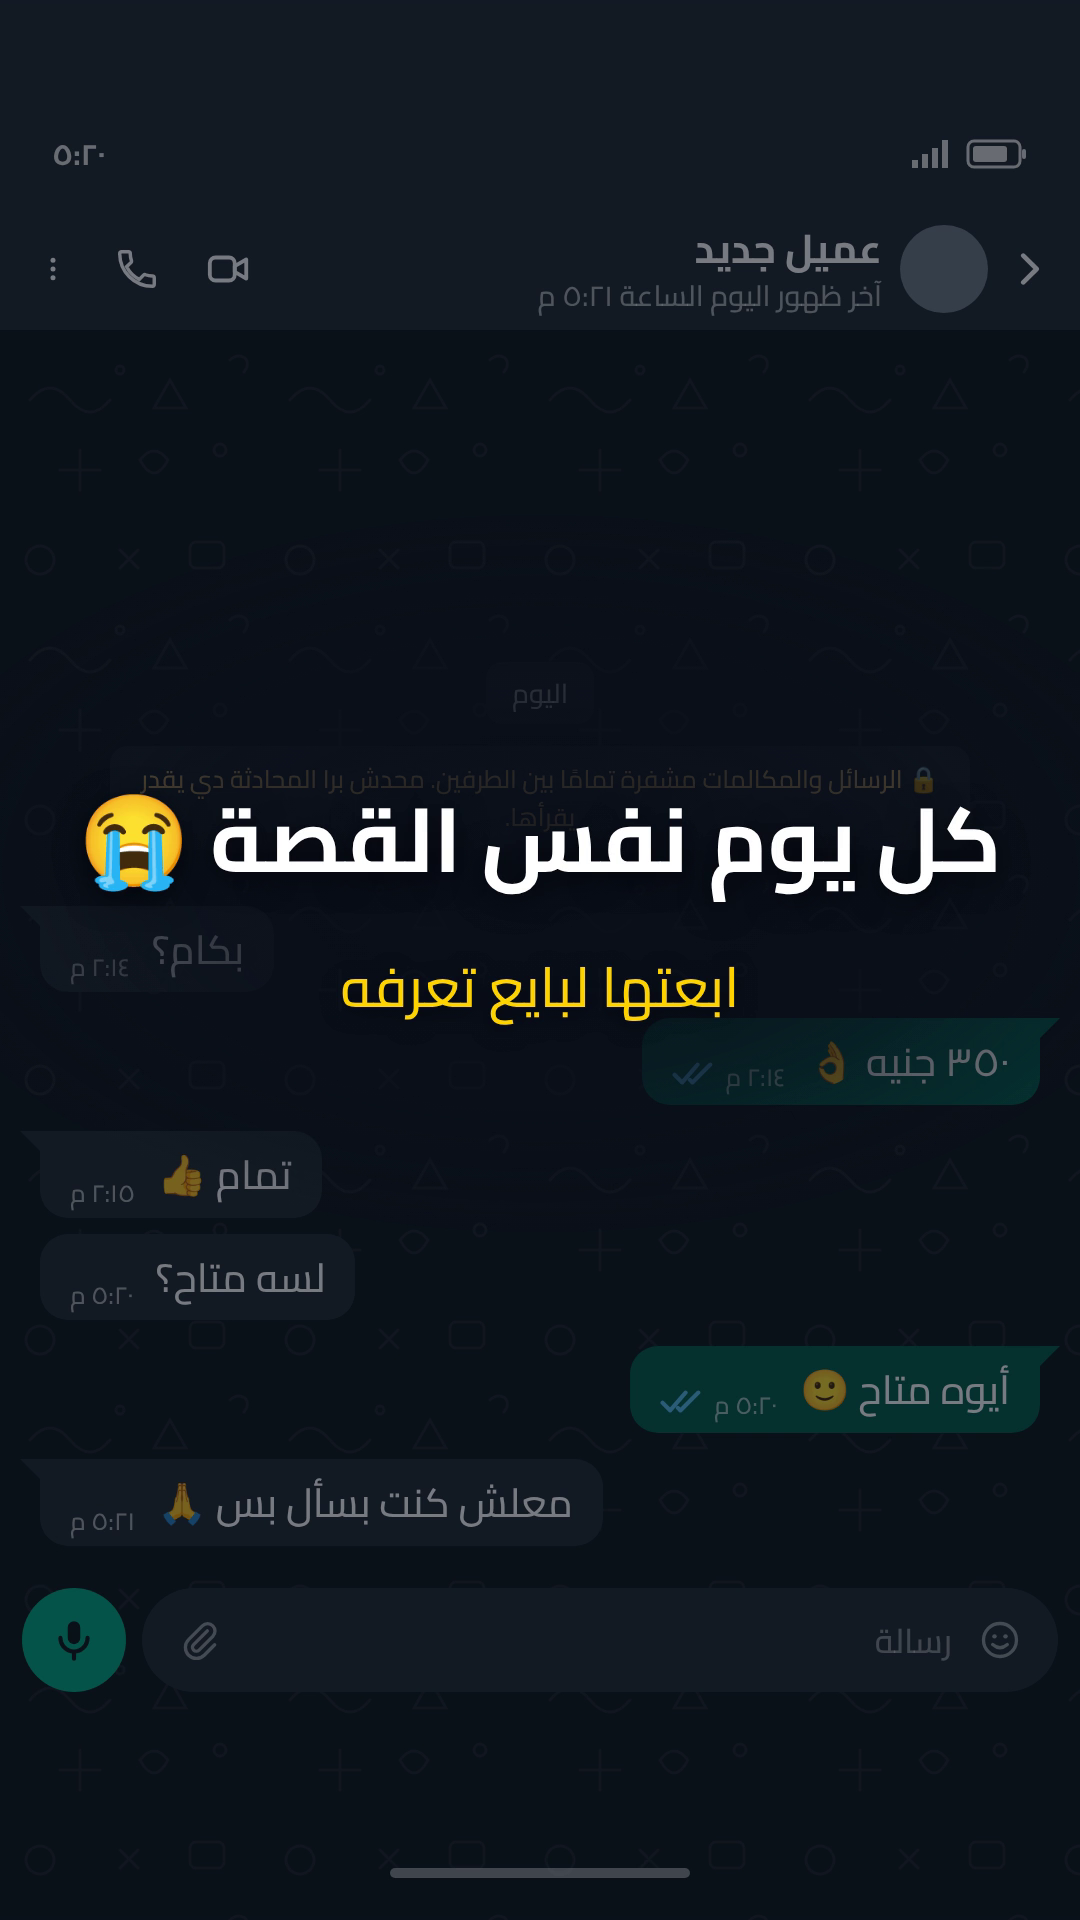 ٥:٢٠
عميل جديد
آخر ظهور اليوم الساعة ٥:٢١ م
اليوم
🔒 الرسائل والمكالمات مشفرة تمامًا بين الطرفين. محدش برا المحادثة دي يقدر
يقرأها.
كل يوم نفس القصة 😭
بكام؟ ٢:١٤ م
ابعتها لبايع تعرفه
٣٥٠ جنيه 👌 ٢:١٤ م
تمام 👍 ٢:١٥ م
لسه متاح؟ ٥:٢٠ م
أيوه متاح 🙂 ٥:٢٠ م
معلش كنت بسأل بس 🙏 ٥:٢١ م
رسالة